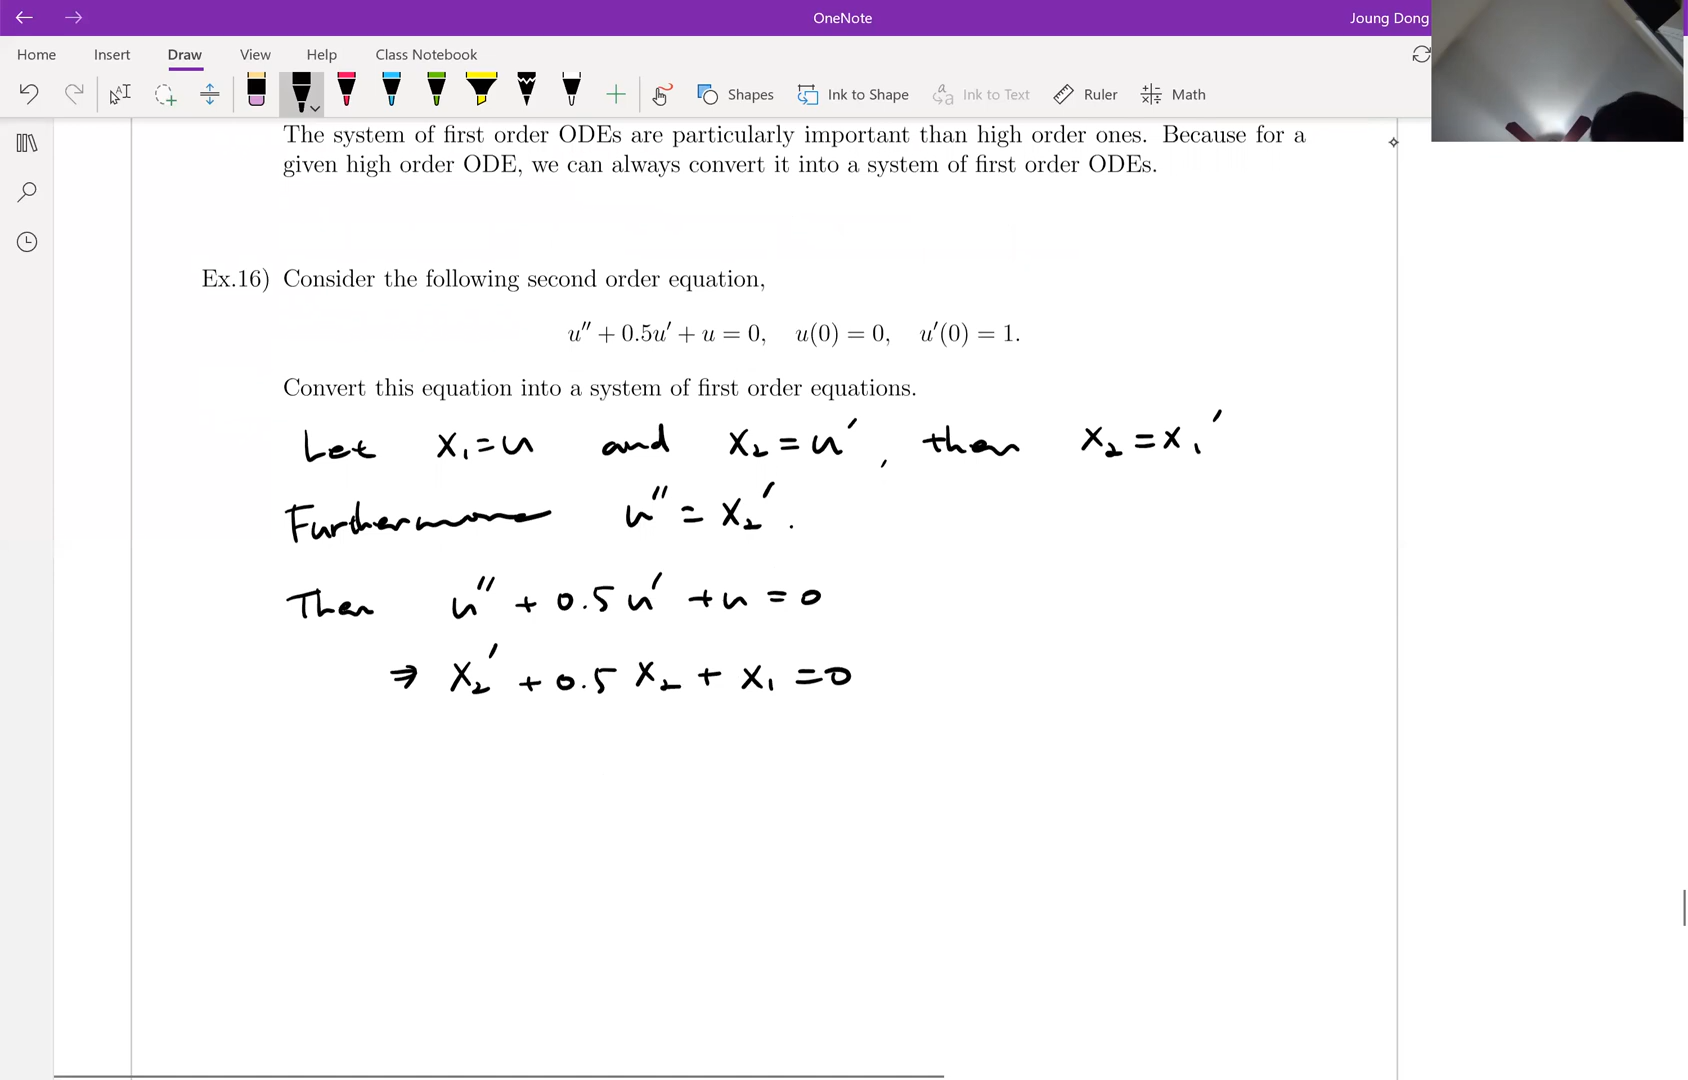 OneNote
Joung Dong
Home Insert Draw View Help Class Notebook
Shapes Ink to Shape Ink to Text Ruler Math
The system of first order ODEs are particularly important than high order ones. Because for a
given high order ODE, we can always convert it into a system of first order ODEs.
Ex.16) Consider the following second order equation,
u″ + 0.5u′ + u = 0, u(0) = 0, u′(0) = 1.
Convert this equation into a system of first order equations.
Let x₁ = u and x₂ = u′, then x₂ = x₁′
Furthermore u″ = x₂′.
Then u″ + 0.5 u′ + u = 0
⇒ x₂′ + 0.5 x₂ + x₁ = 0